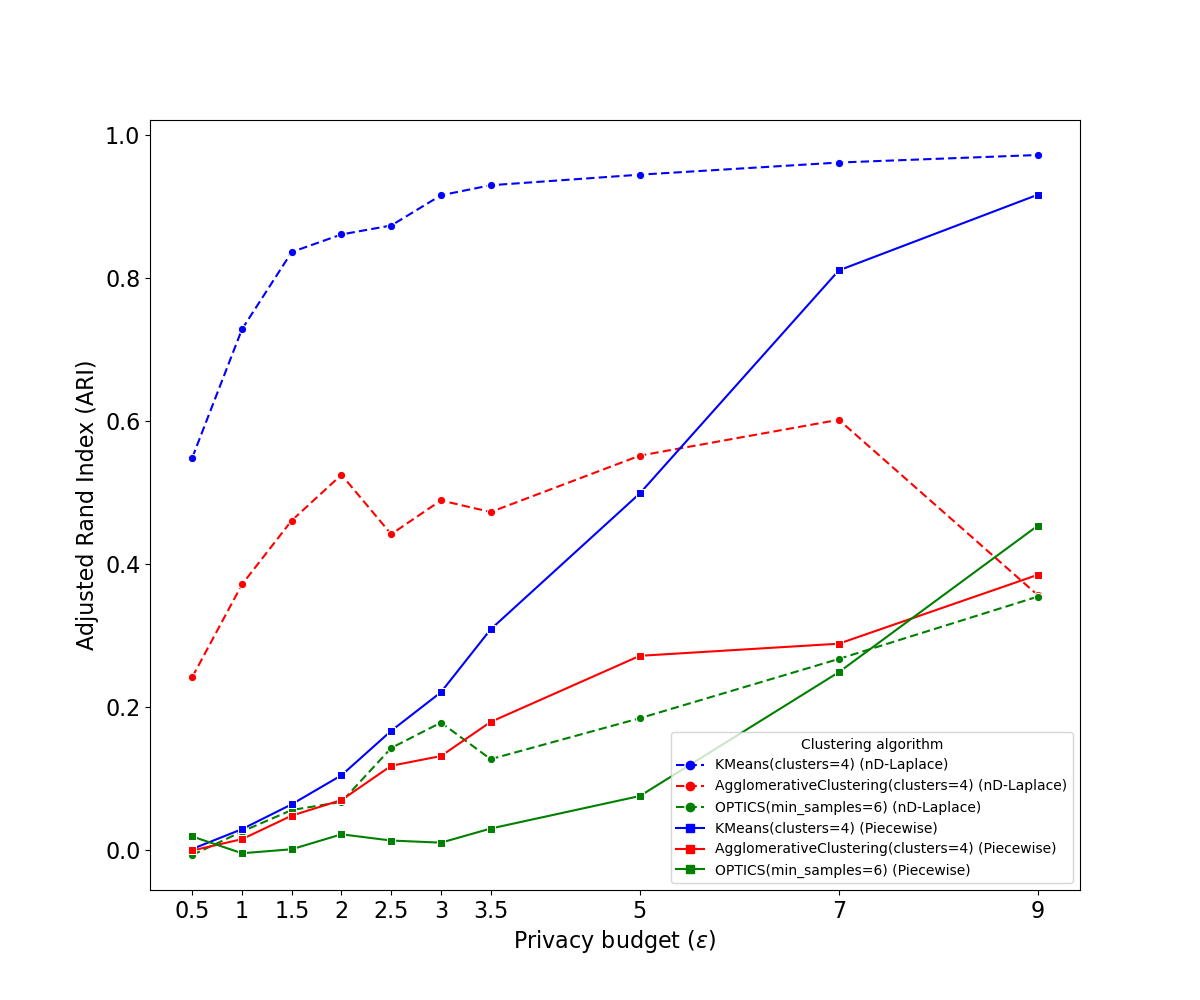 1.0
0.8
0.6
0.4
0.2
0.0
Adjusted Rand Index (ARI)
0.5 1 1.5 2 2.5 3 3.5 5 7 9
Privacy budget (ε)
Clustering algorithm
KMeans(clusters=4) (nD-Laplace)
AgglomerativeClustering(clusters=4) (nD-Laplace)
OPTICS(min_samples=6) (nD-Laplace)
KMeans(clusters=4) (Piecewise)
AgglomerativeClustering(clusters=4) (Piecewise)
OPTICS(min_samples=6) (Piecewise)